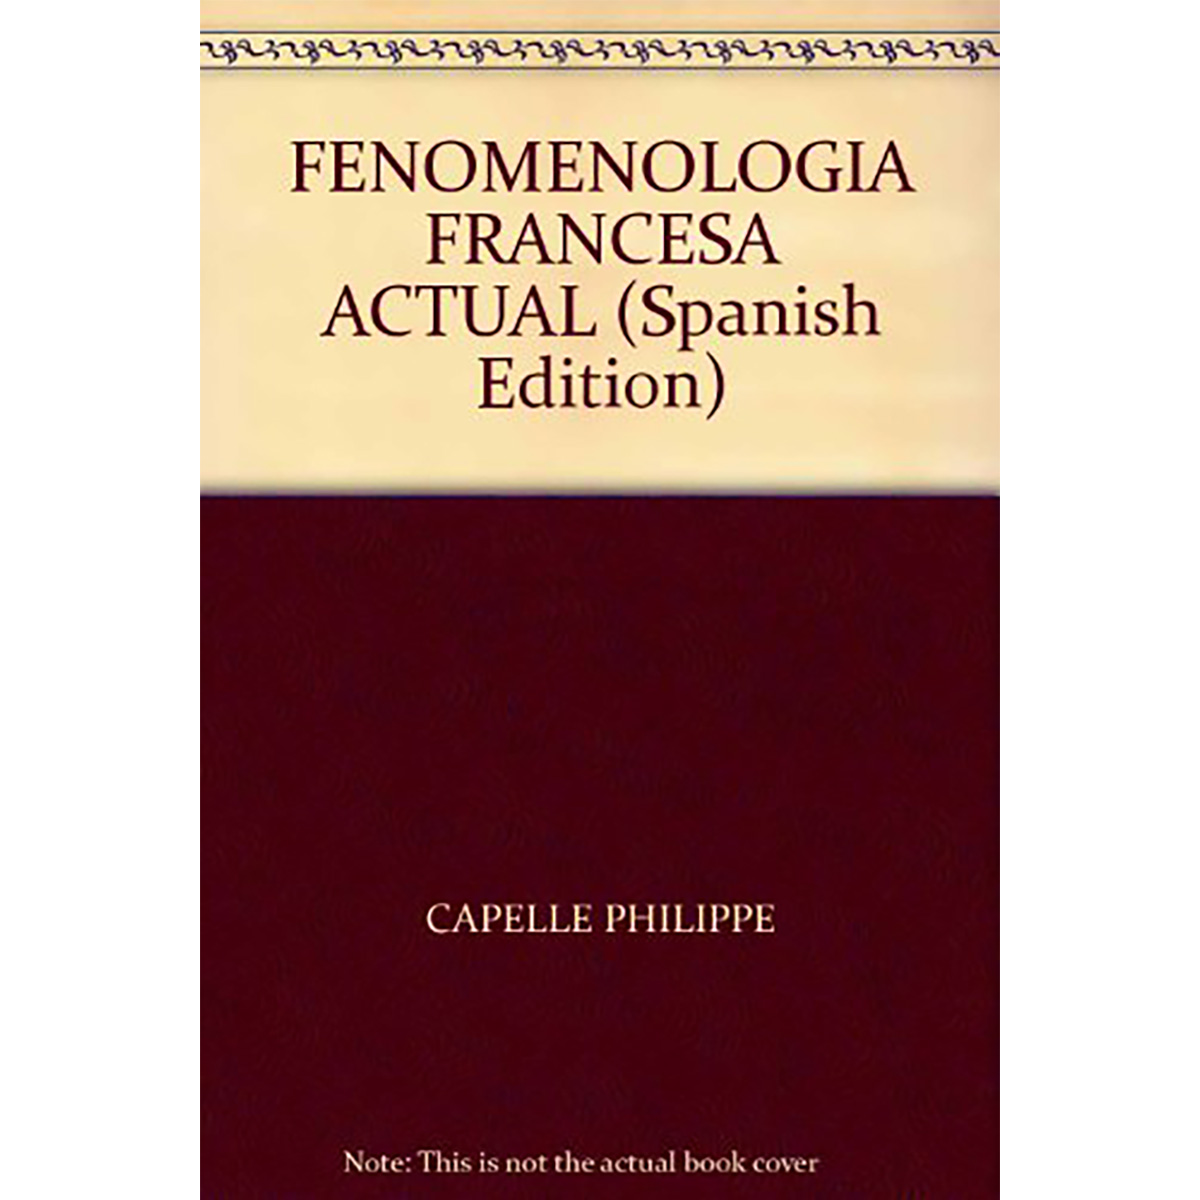 FENOMENOLOGIA
FRANCESA
ACTUAL (Spanish
Edition)
CAPELLE PHILIPPE
Note: This is not the actual book cover